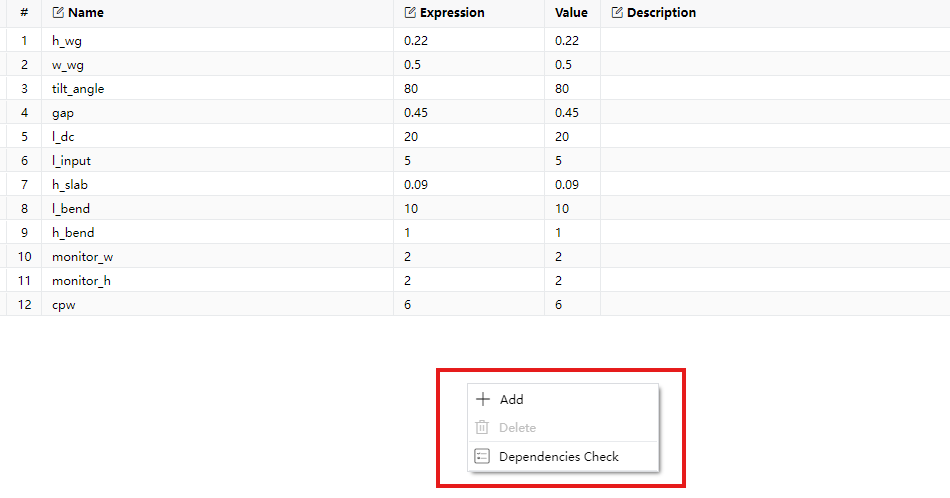 # Name Expression Value Description
1 h_wg 0.22 0.22
2 w_wg 0.5 0.5
3 tilt_angle 80 80
4 gap 0.45 0.45
5 l_dc 20 20
6 l_input 5 5
7 h_slab 0.09 0.09
8 l_bend 10 10
9 h_bend 1 1
10 monitor_w 2 2
11 monitor_h 2 2
12 cpw 6 6
Add
Delete
Dependencies Check